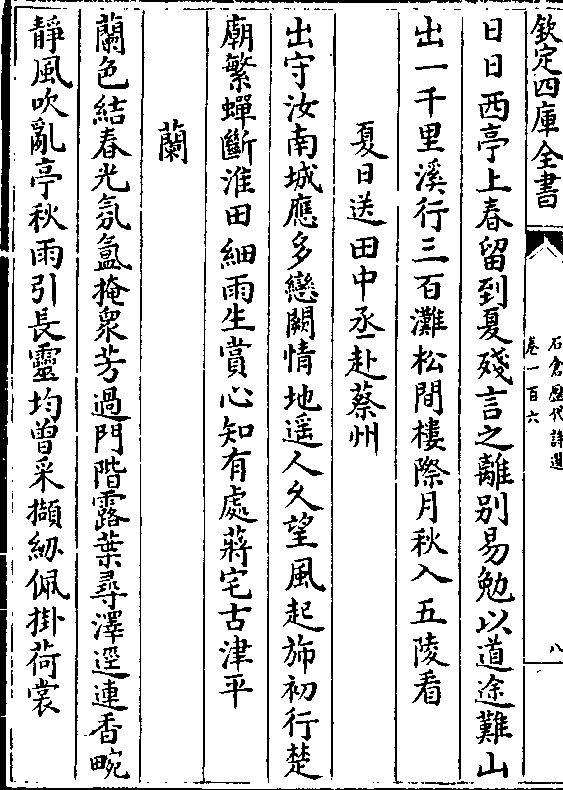 欽定四庫全書
石倉歷代詩選
卷一百六
八
日日西亭上春留到夏殘言之離别易勉以道途難山
出一千里溪行三百灘松間樓際月秋入五陵看
夏日送田中丞赴蔡州
出守汝南城應多戀闕情地遥人久望風起斾初行楚
廟繁蟬斷淮田細雨生賞心知有處蔣宅古津平
蘭
蘭色結春光氛氲掩衆芳過門階露葉尋澤逕連香畹
靜風吹亂亭秋雨引長靈均曽采擷紉佩掛荷裳